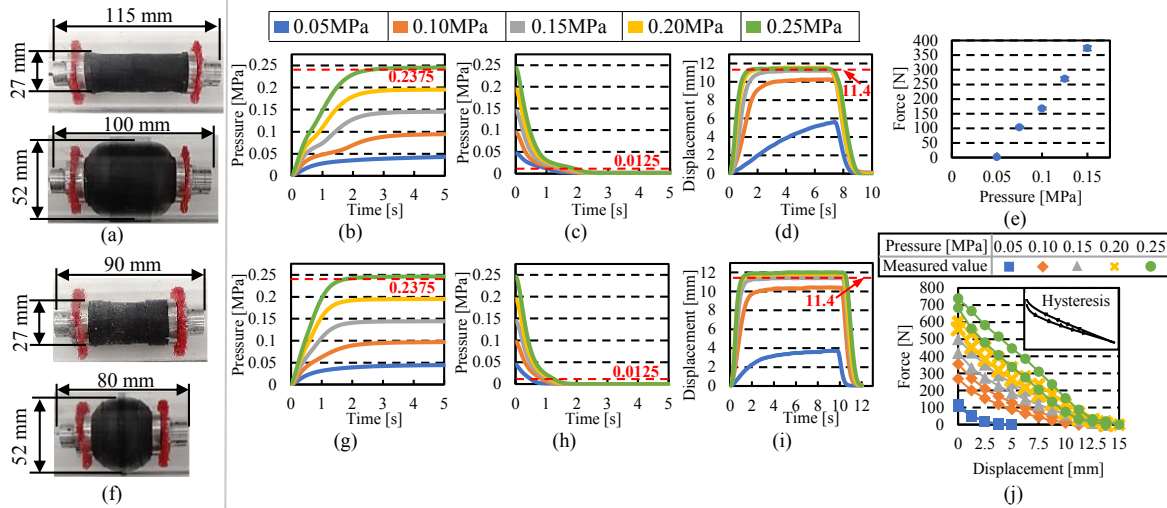 115 mm
27 mm
100 mm
52 mm
(a)
90 mm
27 mm
80 mm
52 mm
(f)
0.05MPa 0.10MPa 0.15MPa 0.20MPa 0.25MPa
Pressure [MPa]
0.25
0.2
0.15
0.1
0.05
0
0.2375
0 1 2 3 4 5
Time [s]
(b)
Pressure [MPa]
0.25
0.2
0.15
0.1
0.05
0
0.0125
0 1 2 3 4 5
Time [s]
(c)
Displacement [mm]
12
10
8
6
4
2
0
11.4
0 2 4 6 8 10
Time [s]
(d)
Force [N]
400
350
300
250
200
150
100
50
0
0 0.05 0.1 0.15
Pressure [MPa]
(e)
Pressure [MPa]
0.25
0.2
0.15
0.1
0.05
0
0.2375
0 1 2 3 4 5
Time [s]
(g)
Pressure [MPa]
0.25
0.2
0.15
0.1
0.05
0
0.0125
0 1 2 3 4 5
Time [s]
(h)
Displacement [mm]
12
10
8
6
4
2
0
11.4
0 2 4 6 8 10 12
Time [s]
(i)
Pressure [MPa] 0.05 0.10 0.15 0.20 0.25
Measured value
Force [N]
800
700
600
500
400
300
200
100
0
Hysteresis
0 2.5 5 7.5 10 12.5 15
Displacement [mm]
(j)